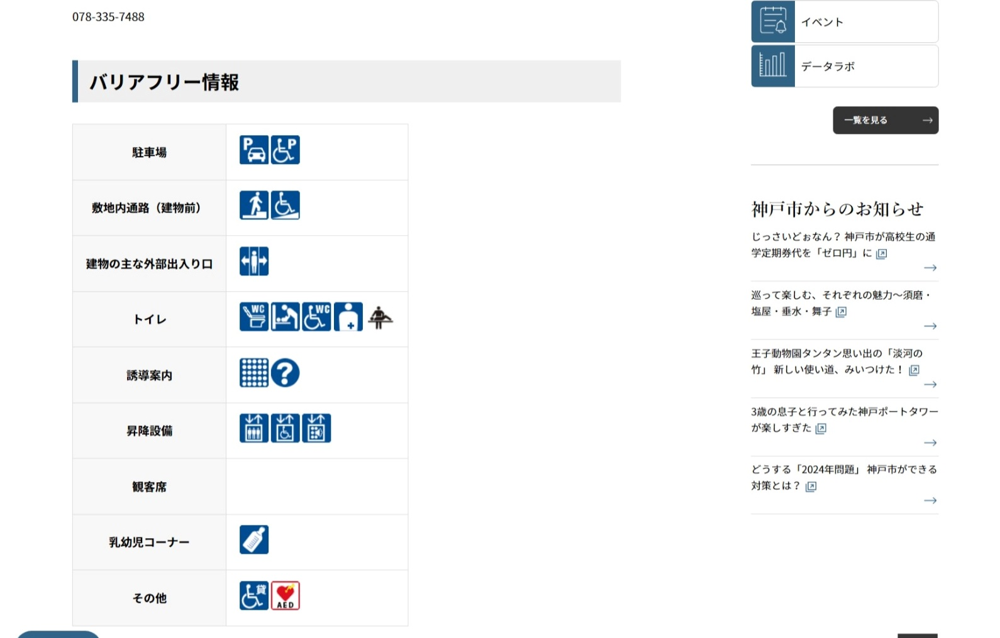 078-335-7488
バリアフリー情報
駐車場
P
P
敷地内通路（建物前）
建物の主な外部出入り口
トイレ
WC
WC
誘導案内
?
昇降設備
観客席
乳幼児コーナー
その他
貸
AED
イベント
データラボ
一覧を見る
神戸市からのお知らせ
じっさいどぉなん？ 神戸市が高校生の通
学定期券代を「ゼロ円」に
巡って楽しむ、それぞれの魅力～須磨・
塩屋・垂水・舞子
王子動物園タンタン思い出の「淡河の
竹」 新しい使い道、みいつけた！
3歳の息子と行ってみた神戸ポートタワー
が楽しすぎた
どうする「2024年問題」 神戸市ができる
対策とは？